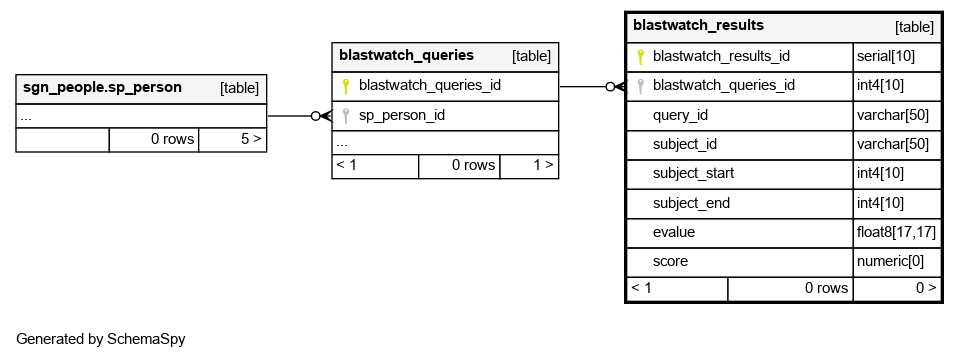 sgn_people.sp_person [table]
...
0 rows 5 >
blastwatch_queries [table]
blastwatch_queries_id
sp_person_id
...
< 1 0 rows 1 >
blastwatch_results [table]
blastwatch_results_id serial[10]
blastwatch_queries_id int4[10]
query_id varchar[50]
subject_id varchar[50]
subject_start int4[10]
subject_end int4[10]
evalue float8[17,17]
score numeric[0]
< 1 0 rows 0 >
Generated by SchemaSpy